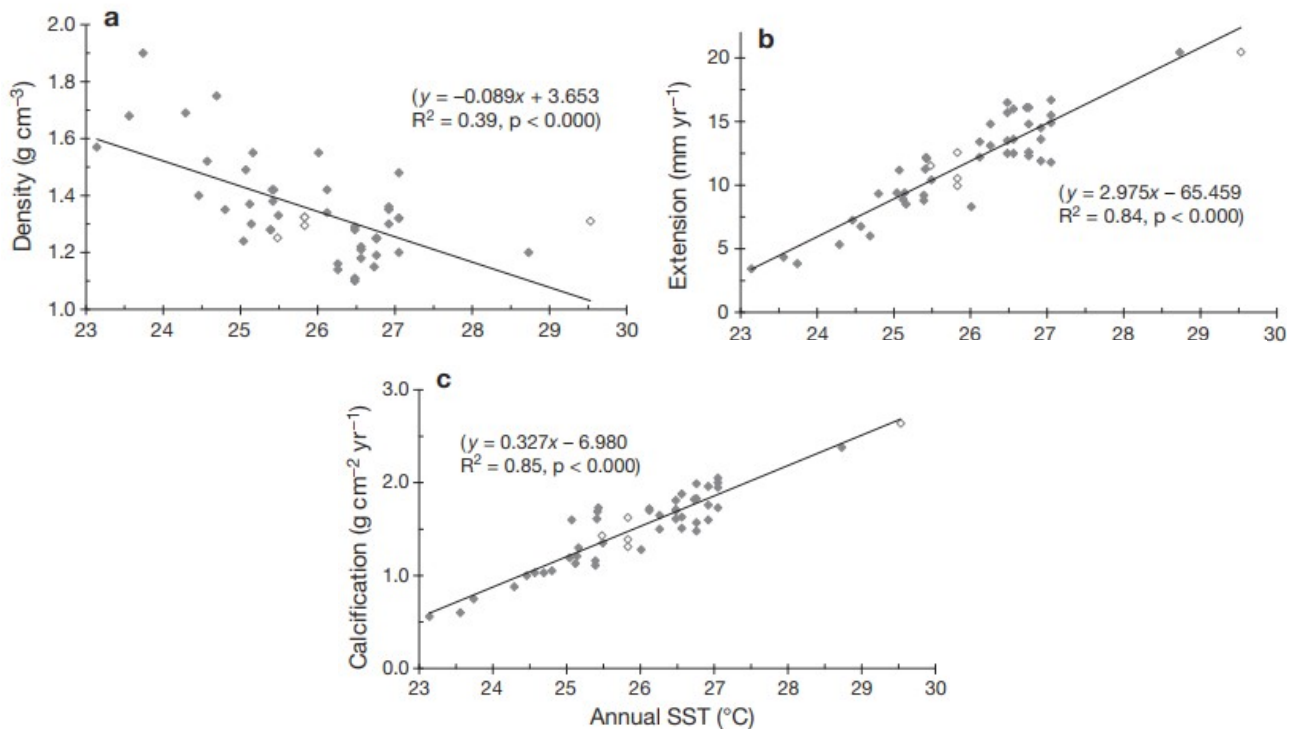 a
2.0
1.8
1.6
1.4
1.2
1.0
Density (g cm⁻³)
(y = –0.089x + 3.653
R² = 0.39, p < 0.000)
23 24 25 26 27 28 29 30
b
20
15
10
5
0
Extension (mm yr⁻¹)
(y = 2.975x – 65.459
R² = 0.84, p < 0.000)
23 24 25 26 27 28 29 30
c
3.0
2.0
1.0
0.0
Calcification (g cm⁻² yr⁻¹)
(y = 0.327x – 6.980
R² = 0.85, p < 0.000)
23 24 25 26 27 28 29 30
Annual SST (°C)